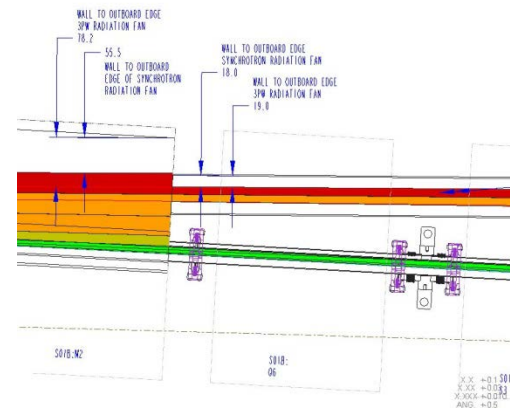 WALL TO OUTBOARD EDGE
3PW RADIATION FAN
78.2
55.5
WALL TO OUTBOARD
EDGE OF SYNCHROTRON
RADIATION FAN
WALL TO OUTBOARD EDGE
SYNCHROTRON RADIATION FAN
18.0
WALL TO OUTBOARD EDGE
3PW RADIATION FAN
19.0
S01B:M2
S01B:
Q6
X.X +-0.1
X.XX
X.XXX
ANG. +-0.5